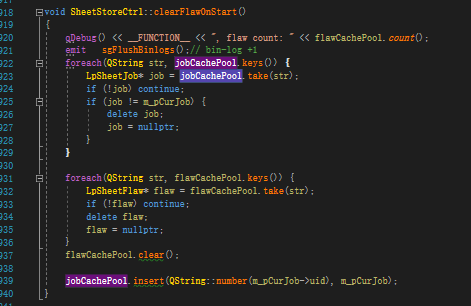 918 void SheetStoreCtrl::clearFlawOnStart()
919 {
920 qDebug() << __FUNCTION__ << ", flaw count: " << flawCachePool.count();
921 emit sgFlushBinlogs();// bin-log +1
922 foreach(QString str, jobCachePool.keys()) {
923 LpSheetJob* job = jobCachePool.take(str);
924 if (!job) continue;
925 if (job != m_pCurJob) {
926 delete job;
927 job = nullptr;
928 }
929 }
930
931 foreach(QString str, flawCachePool.keys()) {
932 LpSheetFlaw* flaw = flawCachePool.take(str);
933 if (!flaw) continue;
934 delete flaw;
935 flaw = nullptr;
936 }
937 flawCachePool.clear();
938
939 jobCachePool.insert(QString::number(m_pCurJob->uid), m_pCurJob);
940 }